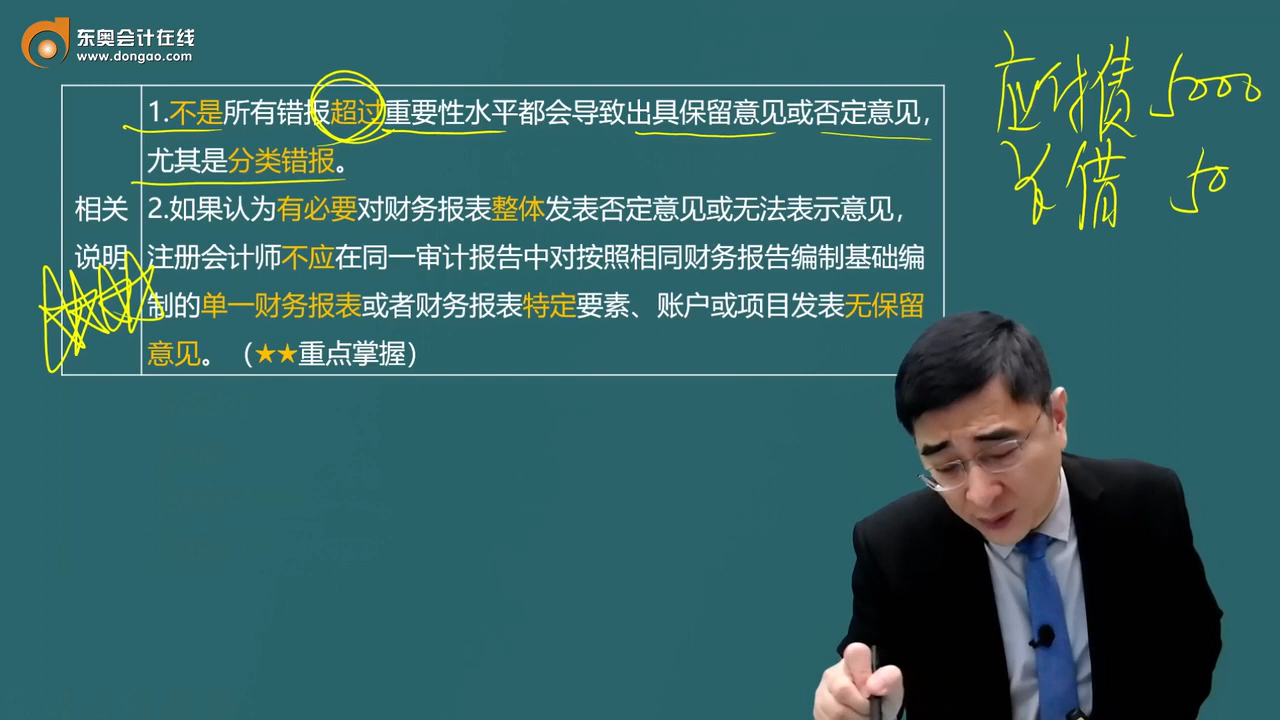 东奥会计在线
www.dongao.com
1.不是所有错报超过重要性水平都会导致出具保留意见或否定意见，
尤其是分类错报。
相关
说明
2.如果认为有必要对财务报表整体发表否定意见或无法表示意见，
注册会计师不应在同一审计报告中对按照相同财务报告编制基础编
制的单一财务报表或者财务报表特定要素、账户或项目发表无保留
意见。（★★重点掌握）
应付债 5000
长借 50